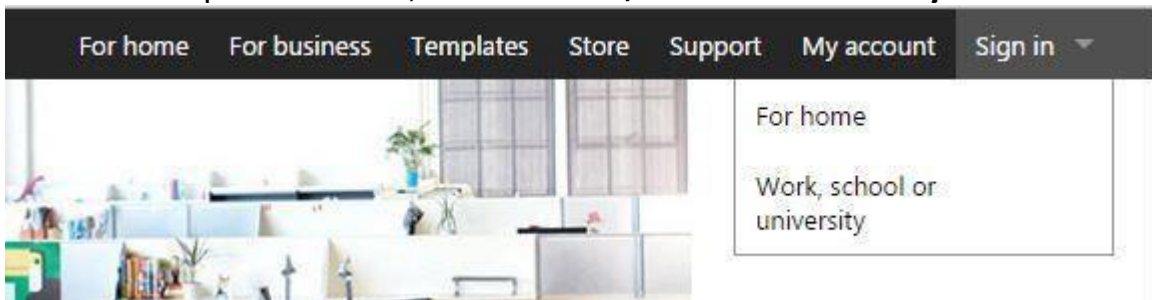 For home For business Templates Store Support My account Sign in
For home
Work, school or
university